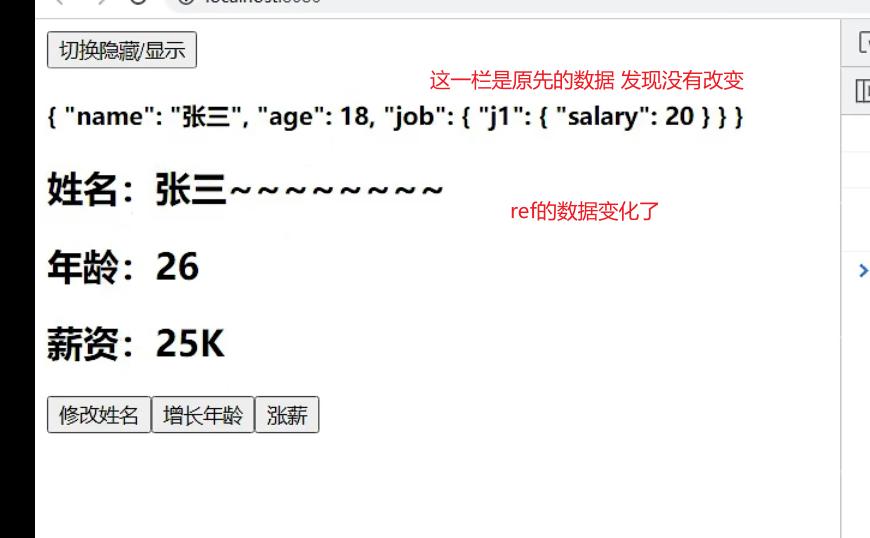 切换隐藏/显示
这一栏是原先的数据 发现没有改变
{ "name": "张三", "age": 18, "job": { "j1": { "salary": 20 } } }
姓名：张三~~~~~~~~
ref的数据变化了
年龄：26
薪资：25K
修改姓名 增长年龄 涨薪